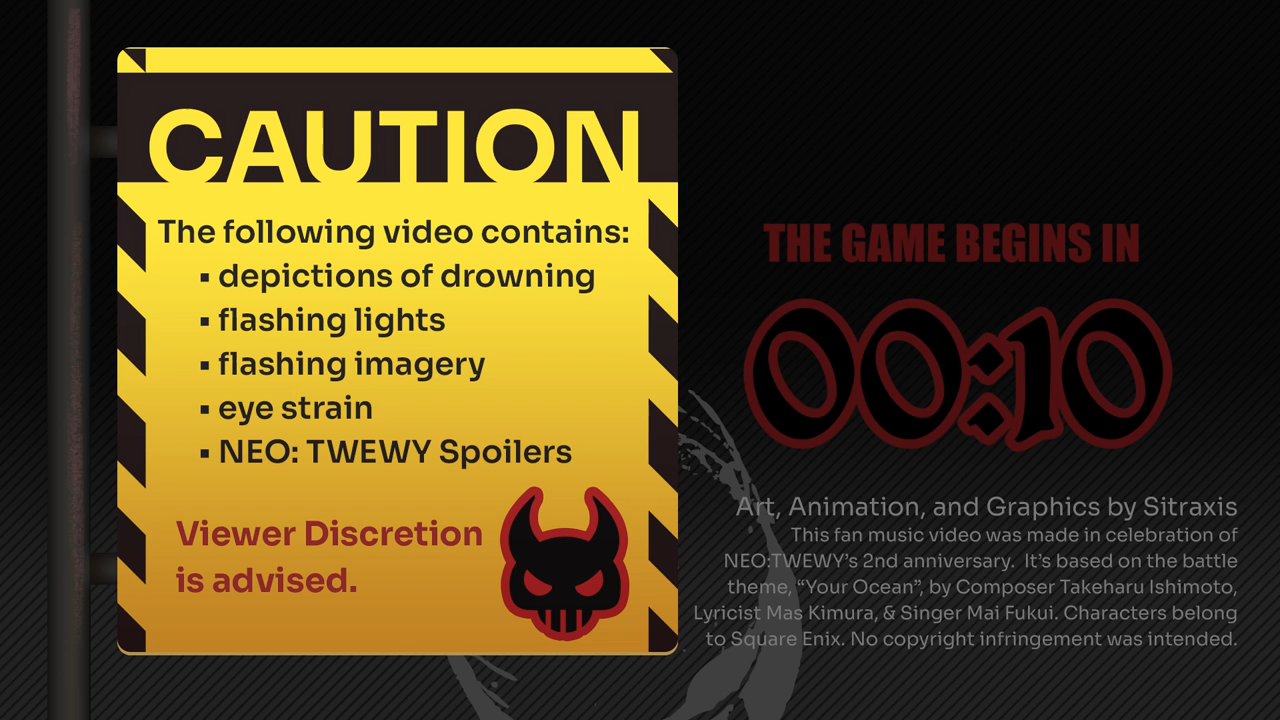 CAUTION
The following video contains:
▪ depictions of drowning
▪ flashing lights
▪ flashing imagery
▪ eye strain
▪ NEO: TWEWY Spoilers
Viewer Discretion
is advised.
THE GAME BEGINS IN
00:10
Art, Animation, and Graphics by Sitraxis
This fan music video was made in celebration of
NEO:TWEWY’s 2nd anniversary. It’s based on the battle
theme, “Your Ocean”, by Composer Takeharu Ishimoto,
Lyricist Mas Kimura, & Singer Mai Fukui. Characters belong
to Square Enix. No copyright infringement was intended.